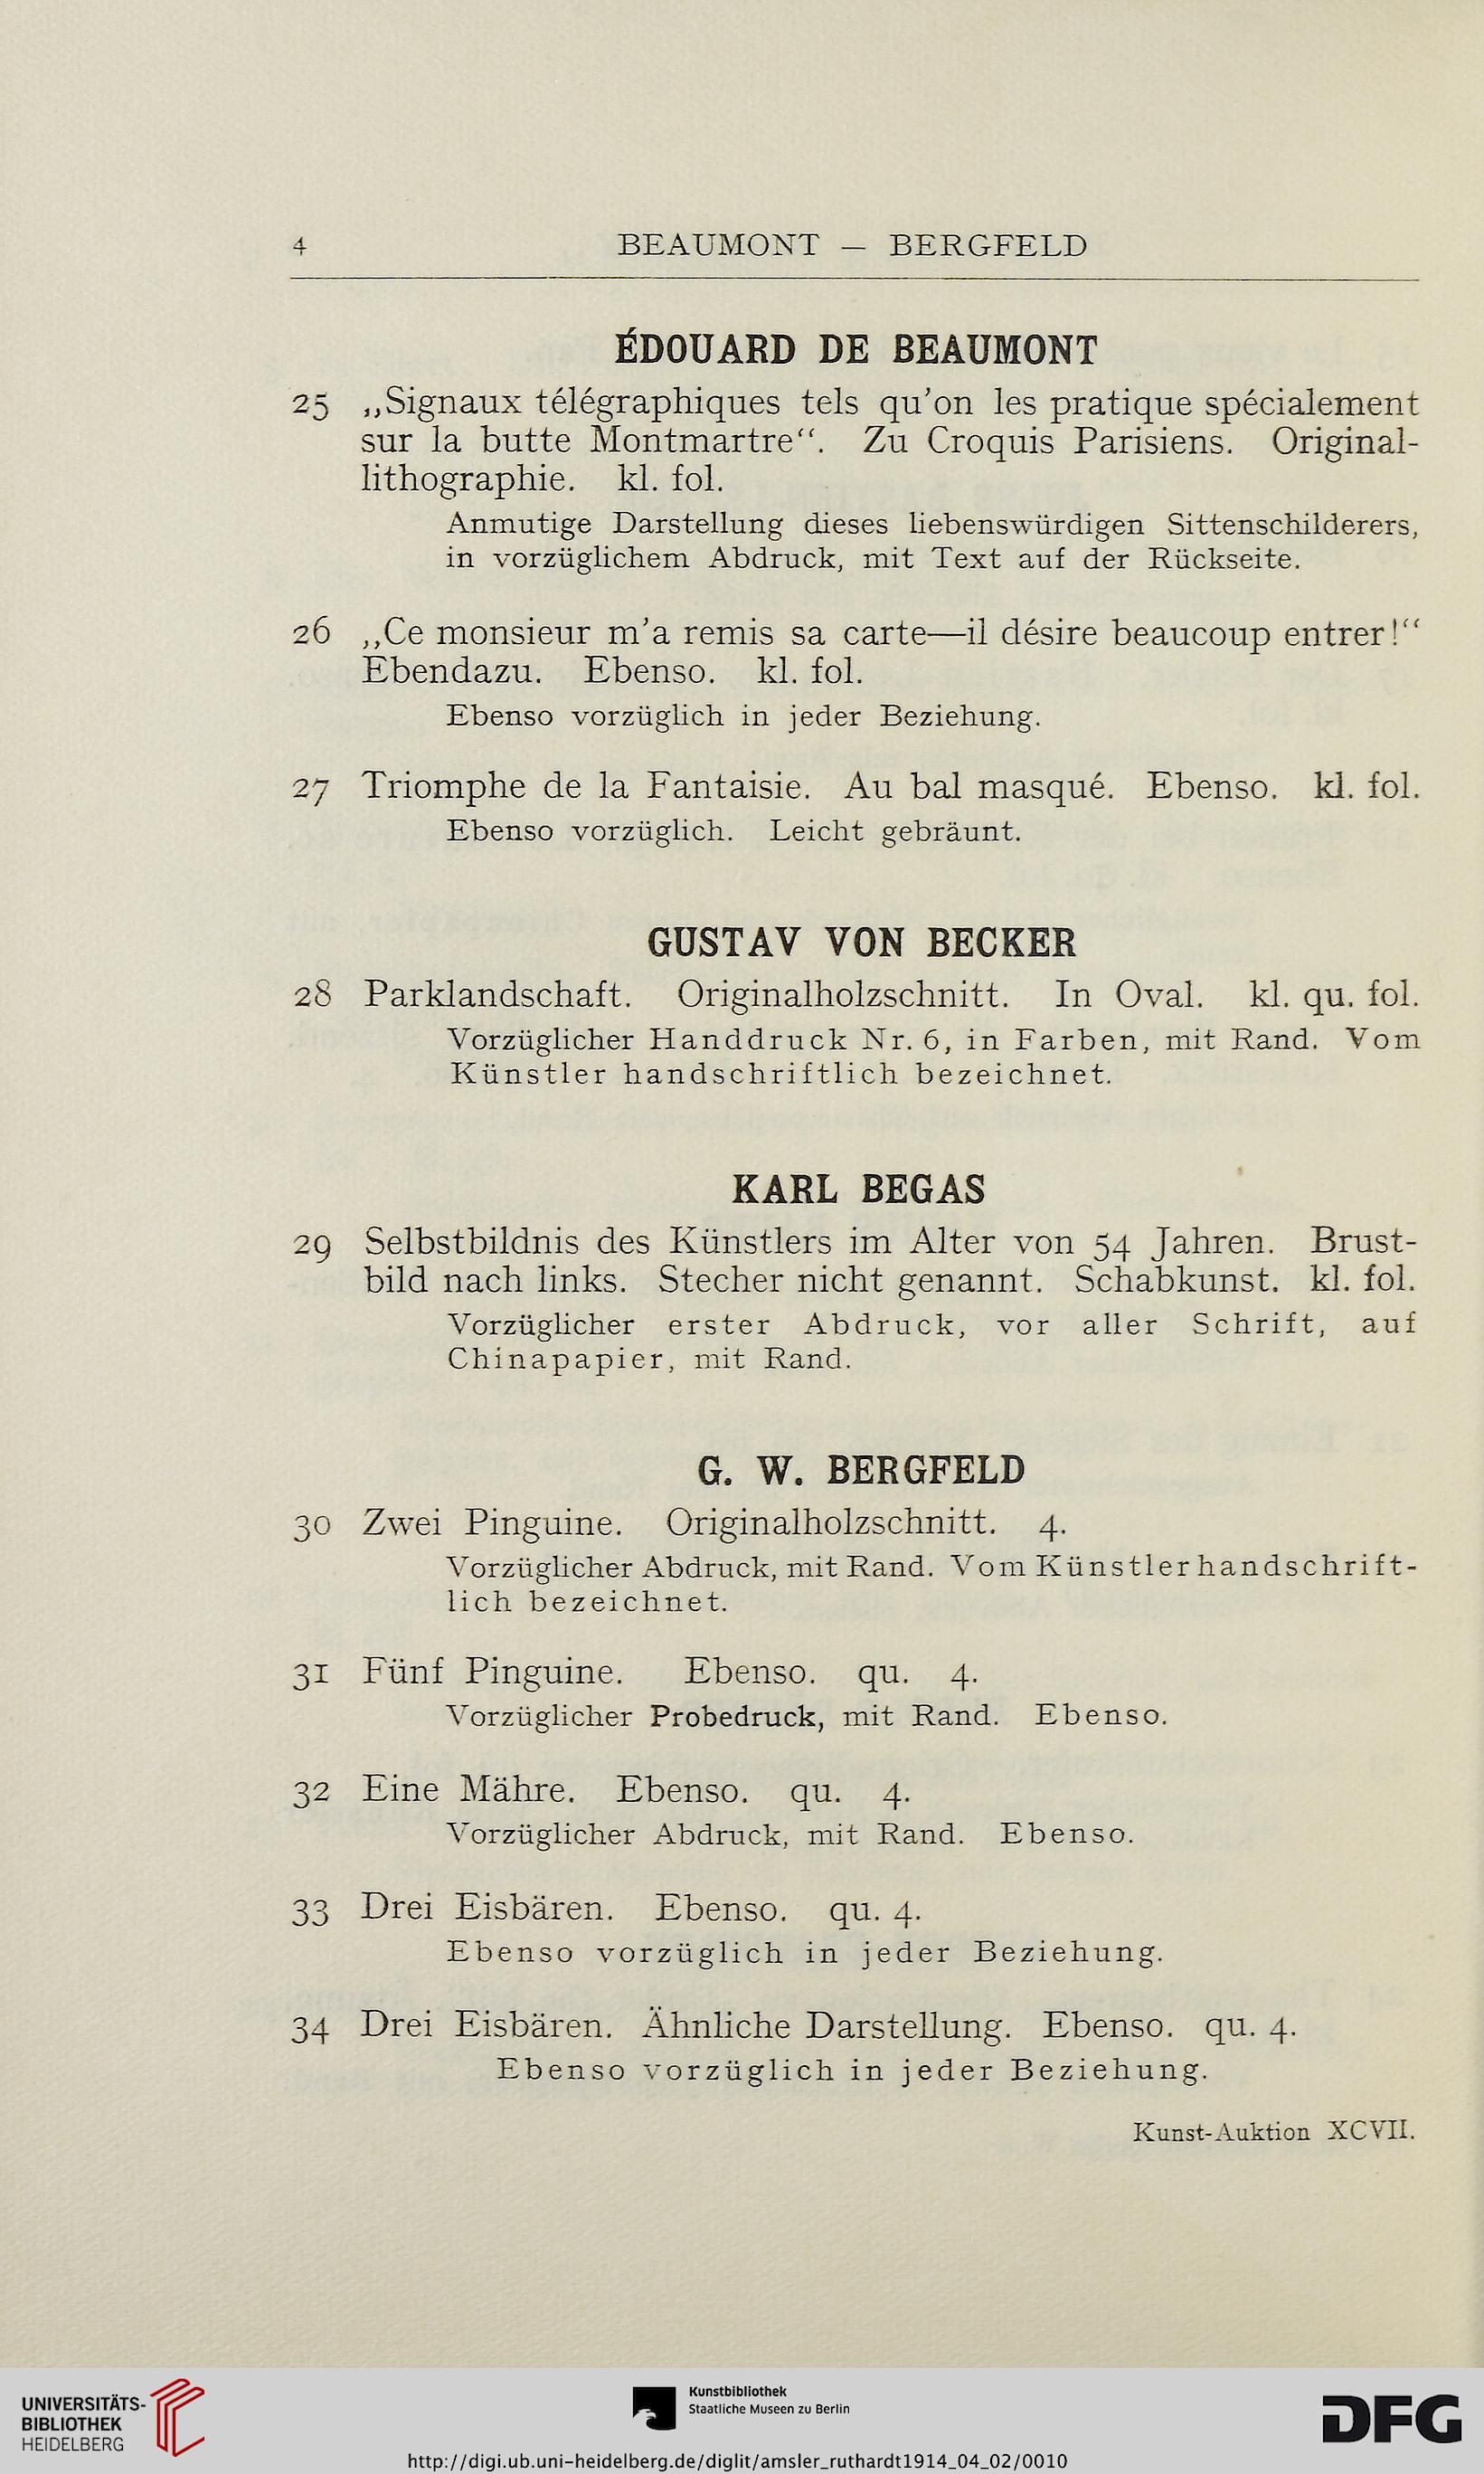 4 BEAUMONT — BERGFELD
ÉDOUARD DE BEAUMONT
25 „Signaux télégraphiques tels qu'on les pratique spécialement
sur la butte Montmartre“. Zu Croquis Parisiens. Original-
lithographie. kl. fol.
Anmutige Darstellung dieses liebenswürdigen Sittenschilderers,
in vorzüglichem Abdruck, mit Text auf der Rückseite.
26 „Ce monsieur m'a remis sa carte—il désire beaucoup entrer!“
Ebendazu. Ebenso. kl. fol.
Ebenso vorzüglich in jeder Beziehung.
27 Triomphe de la Fantaisie. Au bal masqué. Ebenso. kl. fol.
Ebenso vorzüglich. Leicht gebräunt.
GUSTAV VON BECKER
28 Parklandschaft. Originalholzschnitt. In Oval. kl. qu. fol.
Vorzüglicher Handdruck Nr. 6, in Farben, mit Rand. Vom
Künstler handschriftlich bezeichnet.
KARL BEGAS
29 Selbstbildnis des Künstlers im Alter von 54 Jahren. Brust-
bild nach links. Stecher nicht genannt. Schabkunst. kl. fol.
Vorzüglicher erster Abdruck, vor aller Schrift, auf
Chinapapier, mit Rand.
G. W. BERGFELD
30 Zwei Pinguine. Originalholzschnitt. 4.
Vorzüglicher Abdruck, mit Rand. Vom Künstler handschrift-
lich bezeichnet.
31 Fünf Pinguine. Ebenso. qu. 4.
Vorzüglicher Probedruck, mit Rand. Ebenso.
32 Eine Mähre. Ebenso. qu. 4.
Vorzüglicher Abdruck, mit Rand. Ebenso.
33 Drei Eisbären. Ebenso. qu. 4.
Ebenso vorzüglich in jeder Beziehung.
34 Drei Eisbären. Ähnliche Darstellung. Ebenso. qu. 4.
Ebenso vorzüglich in jeder Beziehung.
Kunst-Auktion XCVII.
UNIVERSITÄTS-
BIBLIOTHEK
HEIDELBERG
Kunstbibliothek
Staatliche Museen zu Berlin
DFG
http://digi.ub.uni-heidelberg.de/diglit/amsler_ruthardt1914_04_02/0010